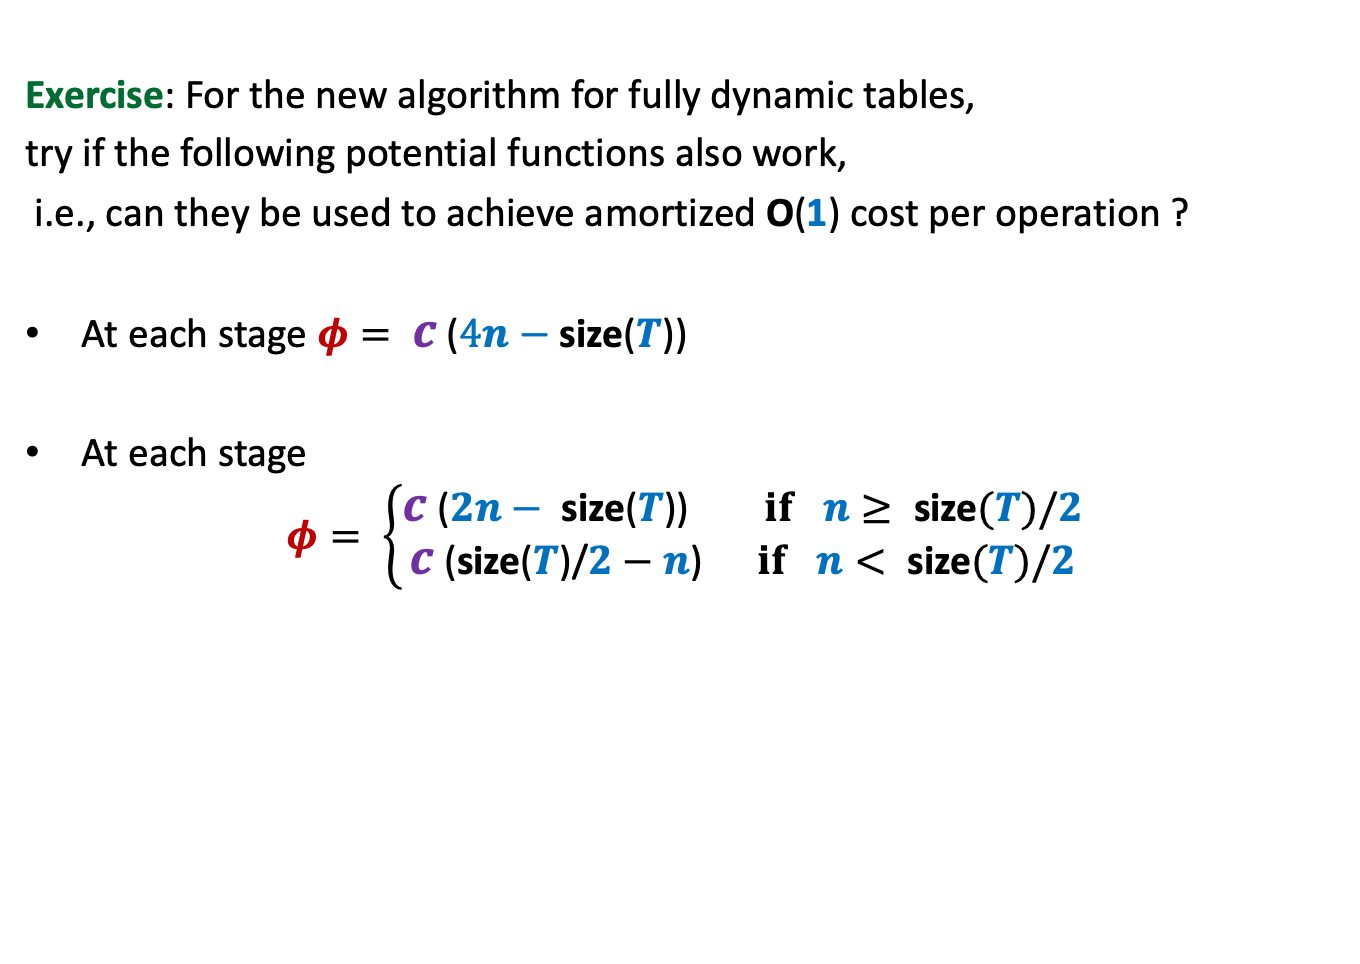 Exercise: For the new algorithm for fully dynamic tables,
try if the following potential functions also work,
i.e., can they be used to achieve amortized O(1) cost per operation ?
• At each stage ϕ = c (4n − size(T))
• At each stage
ϕ = { c (2n − size(T)) if n ≥ size(T)/2
c (size(T)/2 − n) if n < size(T)/2